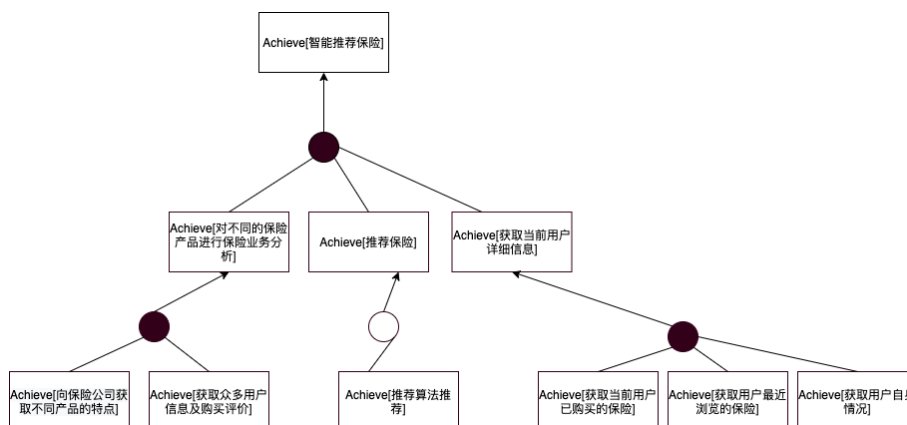 Achieve[智能推荐保险]
Achieve[对不同的保险
产品进行保险业务分
析]
Achieve[推荐保险]
Achieve[获取当前用户
详细信息]
Achieve[向保险公司获
取不同产品的特点]
Achieve[获取众多用户
信息及购买评价]
Achieve[推荐算法推
荐]
Achieve[获取当前用户
已购买的保险]
Achieve[获取用户最近
浏览的保险]
Achieve[获取用户自身
情况]